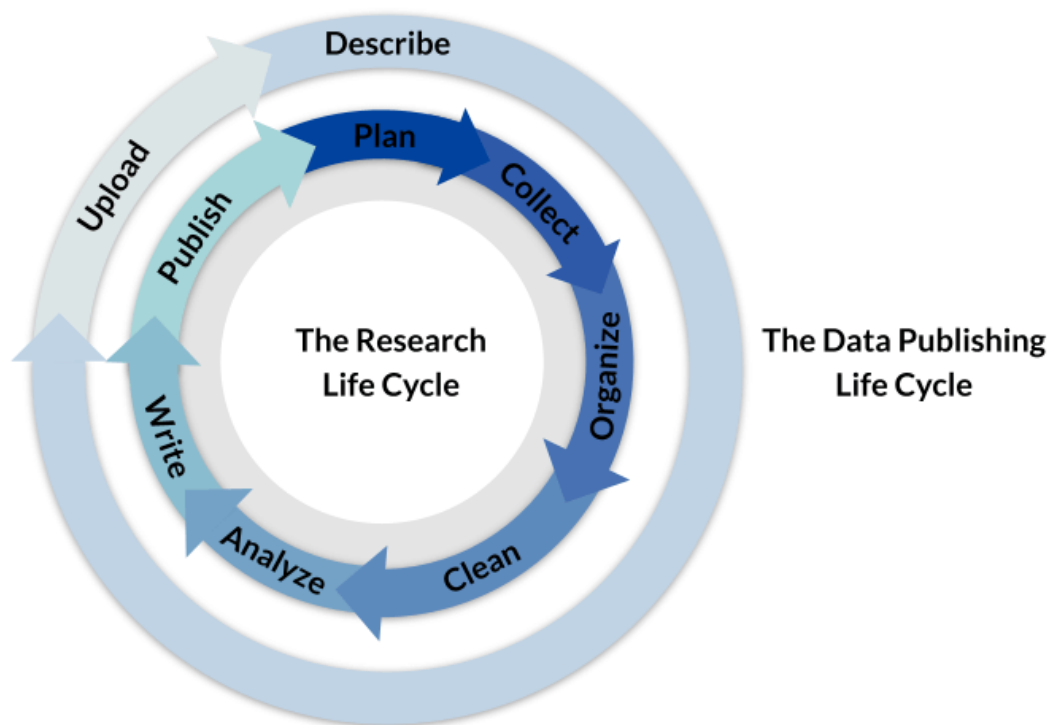 Describe
Upload
Plan
Collect
Organize
Clean
Analyze
Write
Publish
The Research
Life Cycle
The Data Publishing
Life Cycle